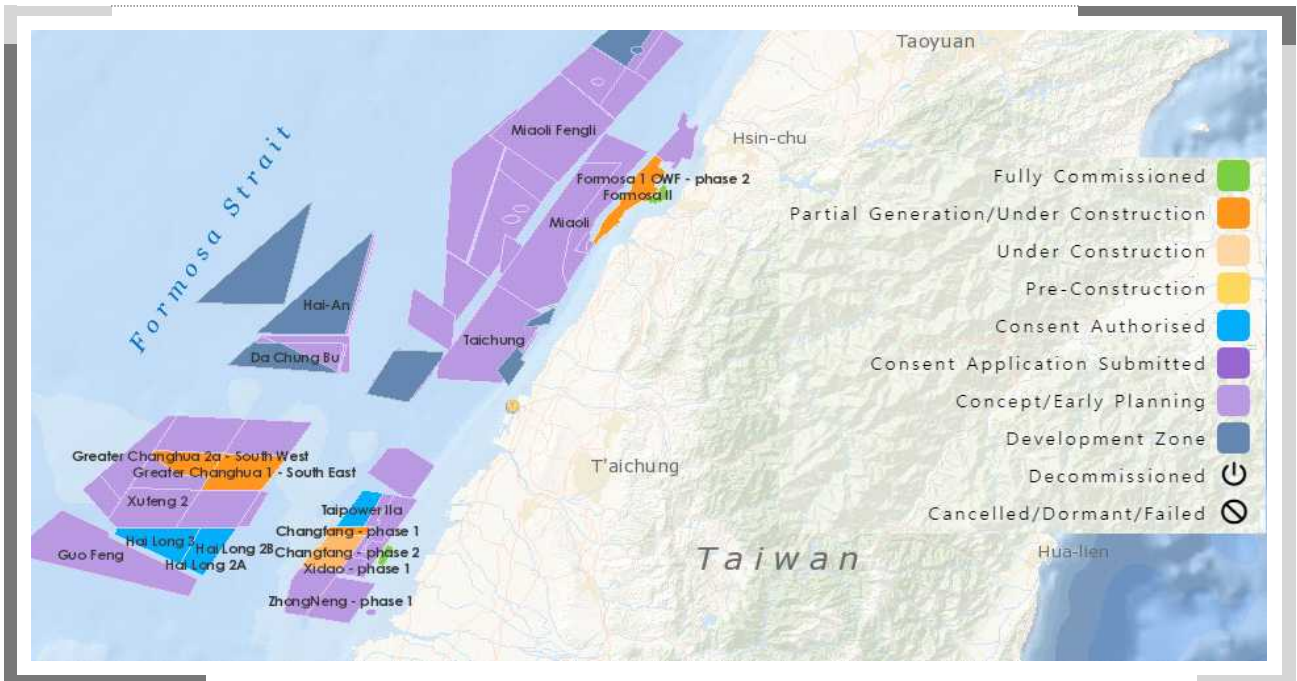 Taoyuan
Hsin-chu
Formosa Strait
Miaoli Fengli
Formosa 1 OWF - phase 2
Formosa II
Miaoli
Hai-An
Da Chung Bu
Taichung
Greater Changhua 2a - South West
Greater Changhua 1 - South East
Xufeng 2
Taipower IIa
Changfang - phase 1
Hai Long 3
Hai Long 2B
Changfang - phase 2
Guo Feng
Hai Long 2A
Xidao - phase 1
ZhongNeng - phase 1
T'aichung
Taiwan
Hua-lien
Fully Commissioned
Partial Generation/Under Construction
Under Construction
Pre-Construction
Consent Authorised
Consent Application Submitted
Concept/Early Planning
Development Zone
Decommissioned
Cancelled/Dormant/Failed